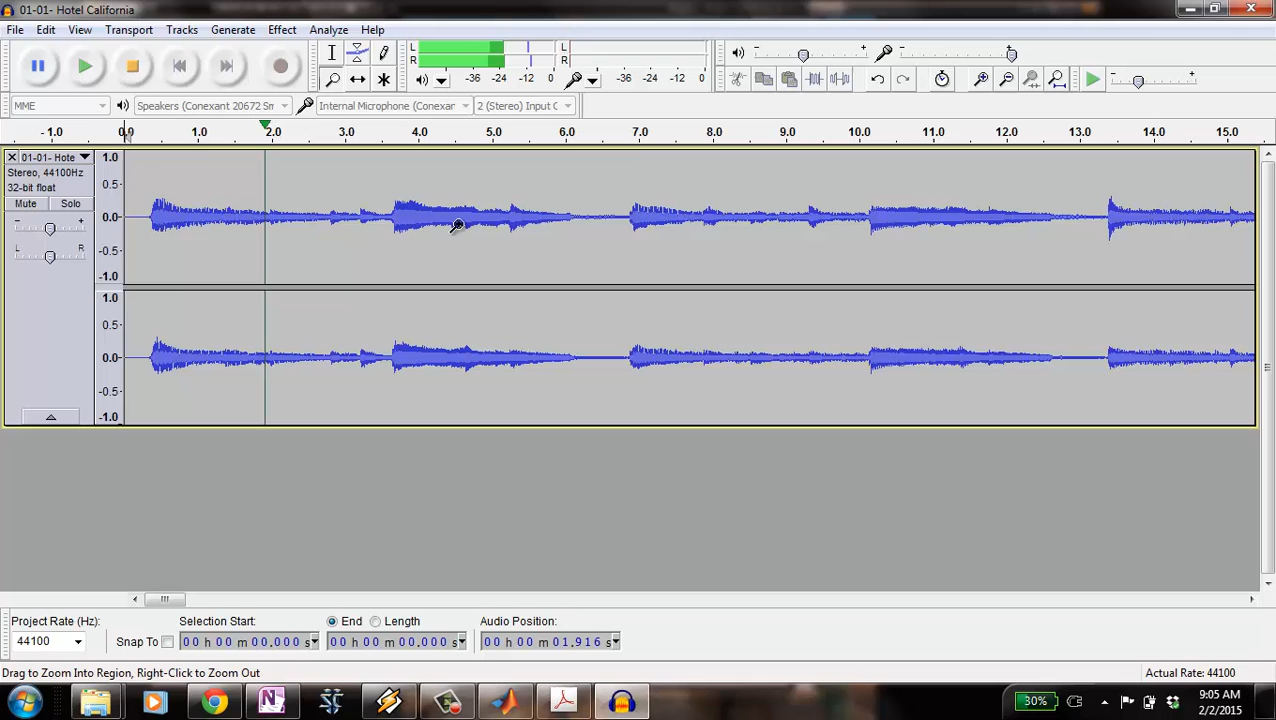 01-01- Hotel California
File Edit View Transport Tracks Generate Effect Analyze Help
L
R
-36 -24 -12 0
L
R
-36 -24 -12 0
MME Speakers (Conexant 20672 Sm Internal Microphone (Conexar 2 (Stereo) Input C
-1.0 0.0 1.0 2.0 3.0 4.0 5.0 6.0 7.0 8.0 9.0 10.0 11.0 12.0 13.0 14.0 15.0
01-01- Hote
Stereo, 44100Hz
32-bit float
Mute Solo
- +
L R
1.0
0.5
0.0
-0.5
-1.0
1.0
0.5
0.0
-0.5
-1.0
Project Rate (Hz): Selection Start: End Length Audio Position:
44100 Snap To 00 h 00 m 00.000 s 00 h 00 m 00.000 s 00 h 00 m 01.916 s
Drag to Zoom Into Region, Right-Click to Zoom Out Actual Rate: 44100
30% 9:05 AM
2/2/2015